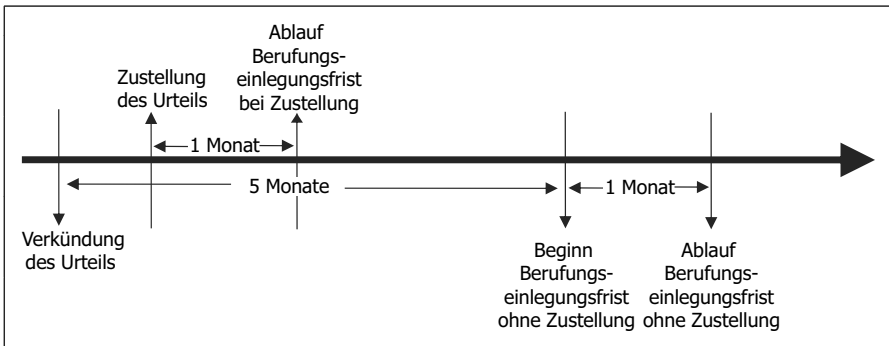 Zustellung
des Urteils
Ablauf
Berufungs-
einlegungsfrist
bei Zustellung
1 Monat
5 Monate
1 Monat
Verkündung
des Urteils
Beginn
Berufungs-
einlegungsfrist
ohne Zustellung
Ablauf
Berufungs-
einlegungsfrist
ohne Zustellung